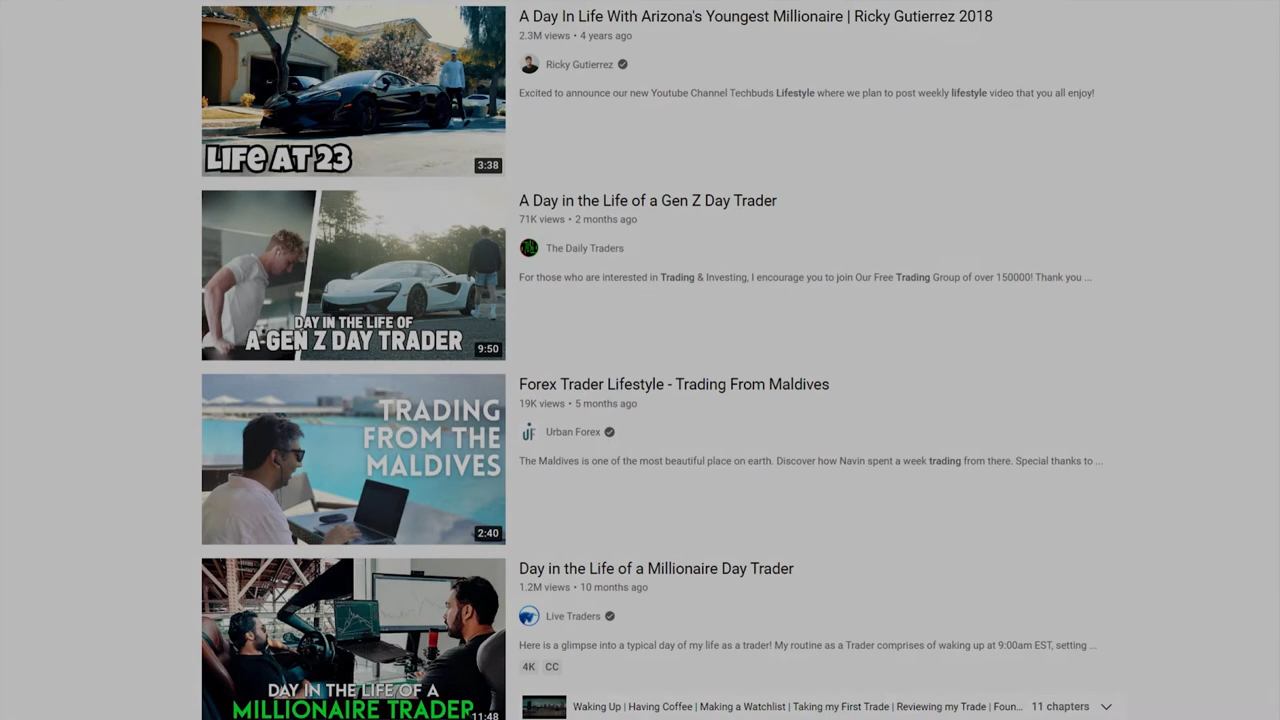 A Day In Life With Arizona's Youngest Millionaire | Ricky Gutierrez 2018
2.3M views • 4 years ago
Ricky Gutierrez
Excited to announce our new Youtube Channel Techbuds Lifestyle where we plan to post weekly lifestyle video that you all enjoy!
LIFE AT 23
3:38
A Day in the Life of a Gen Z Day Trader
71K views • 2 months ago
The Daily Traders
For those who are interested in Trading & Investing, I encourage you to join Our Free Trading Group of over 150000! Thank you ...
DAY IN THE LIFE OF
A GEN Z DAY TRADER
9:50
Forex Trader Lifestyle - Trading From Maldives
19K views • 5 months ago
UF
Urban Forex
The Maldives is one of the most beautiful place on earth. Discover how Navin spent a week trading from there. Special thanks to ...
TRADING
FROM THE
MALDIVES
2:40
Day in the Life of a Millionaire Day Trader
1.2M views • 10 months ago
Live Traders
Here is a glimpse into a typical day of my life as a trader! My routine as a Trader comprises of waking up at 9:00am EST, setting ...
4K CC
DAY IN THE LIFE OF A
MILLIONAIRE TRADER
11:48
Waking Up | Having Coffee | Making a Watchlist | Taking my First Trade | Reviewing my Trade | Foun... 11 chapters